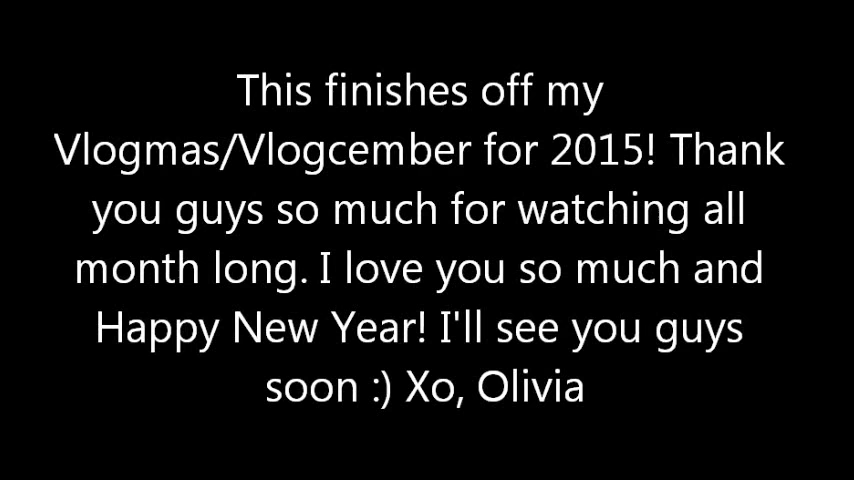 This finishes off my
Vlogmas/Vlogcember for 2015! Thank
you guys so much for watching all
month long. I love you so much and
Happy New Year! I'll see you guys
soon :) Xo, Olivia